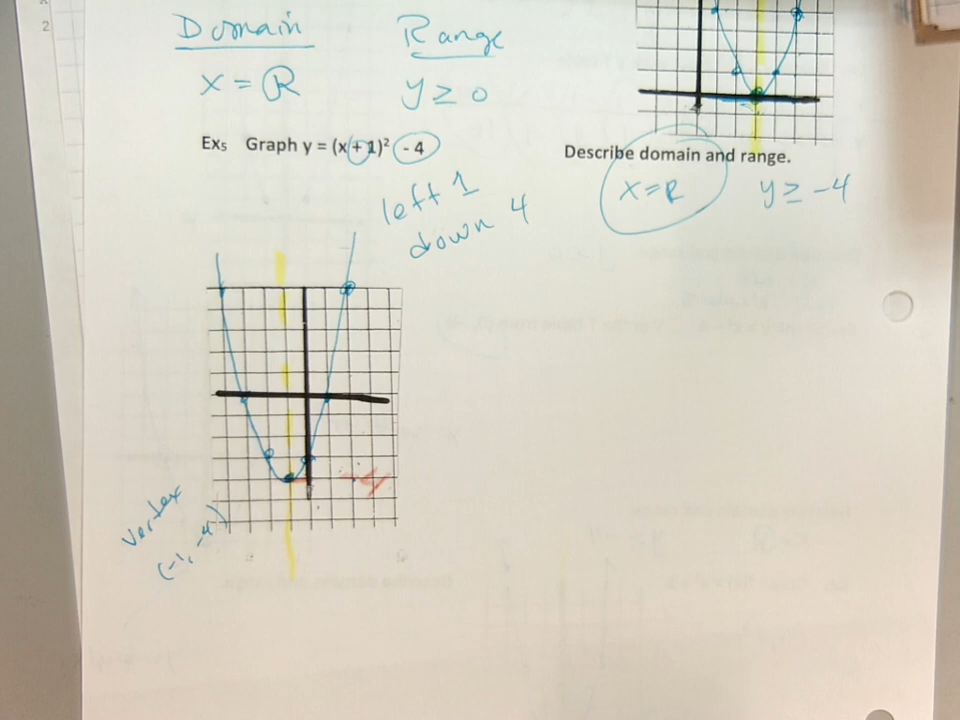 2
Domain Range
x = ℝ y ≥ 0
Ex5 Graph y = (x + 1)² - 4
Describe domain and range.
x=ℝ y ≥ -4
left 1
down 4
-4
vertex
(-1, -4)